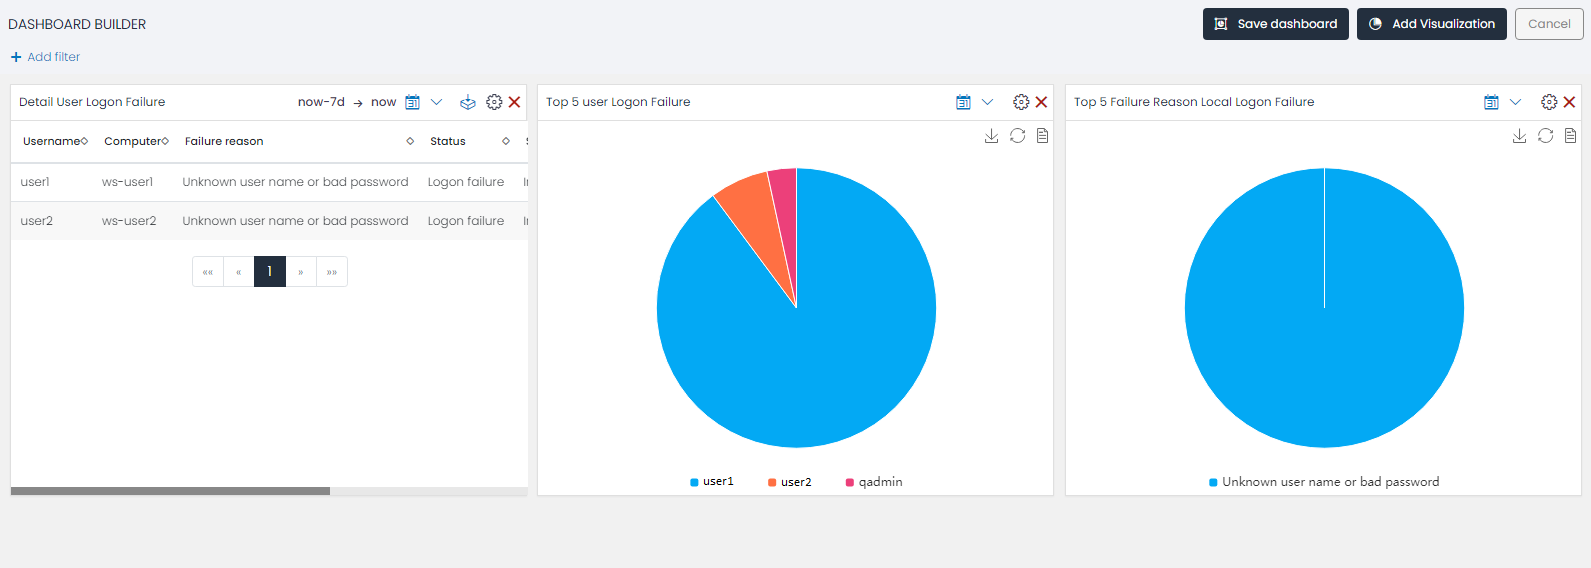 DASHBOARD BUILDER
Save dashboard
Add Visualization
Cancel
+ Add filter
Detail User Logon Failure
now-7d → now
31
Username
Computer
Failure reason
Status
user1 ws-user1 Unknown user name or bad password Logon failure
user2 ws-user2 Unknown user name or bad password Logon failure
«« « 1 » »»
Top 5 user Logon Failure
31
user1
user2
qadmin
Top 5 Failure Reason Local Logon Failure
31
Unknown user name or bad password